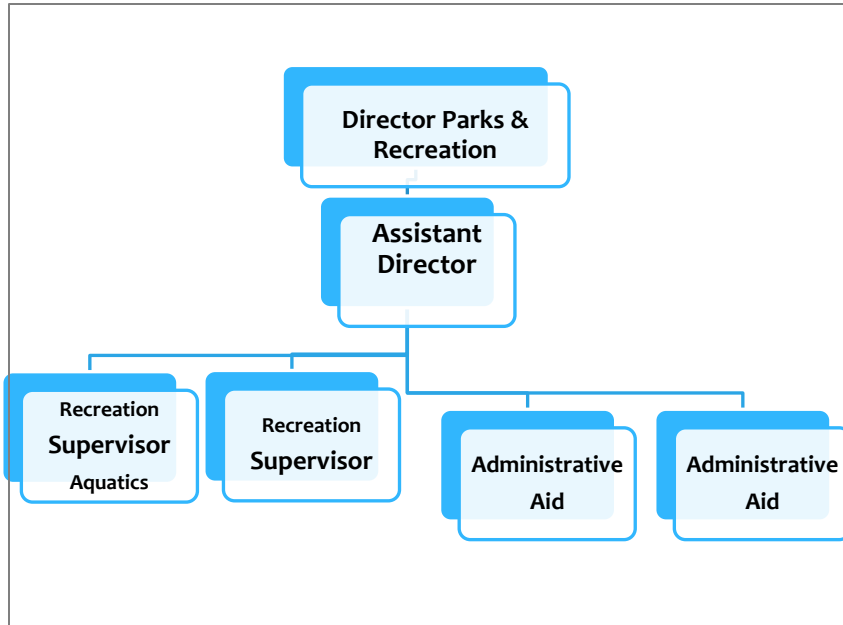 Director Parks &
Recreation
Assistant
Director
Recreation
Supervisor
Aquatics
Recreation
Supervisor
Administrative
Aid
Administrative
Aid